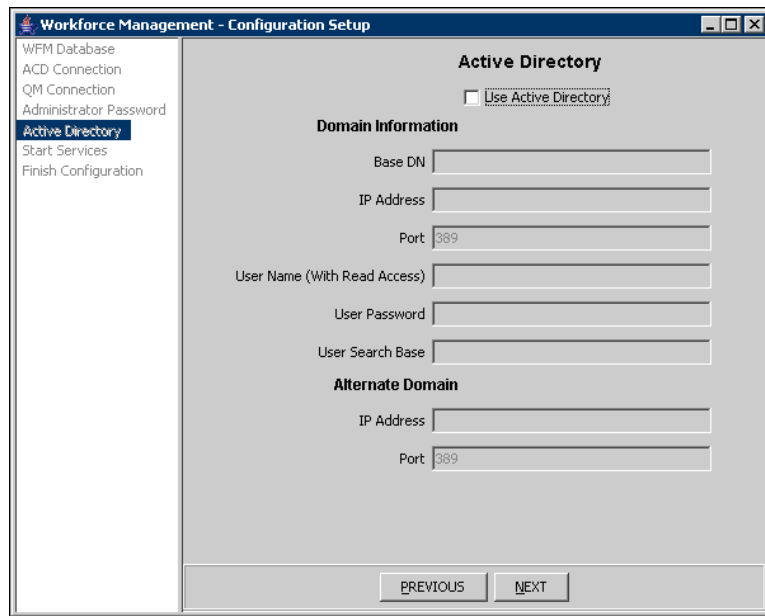 Workforce Management - Configuration Setup
WFM Database
ACD Connection
QM Connection
Administrator Password
Active Directory
Start Services
Finish Configuration
Active Directory
Use Active Directory
Domain Information
Base DN
IP Address
Port 389
User Name (With Read Access)
User Password
User Search Base
Alternate Domain
IP Address
Port 389
PREVIOUS NEXT